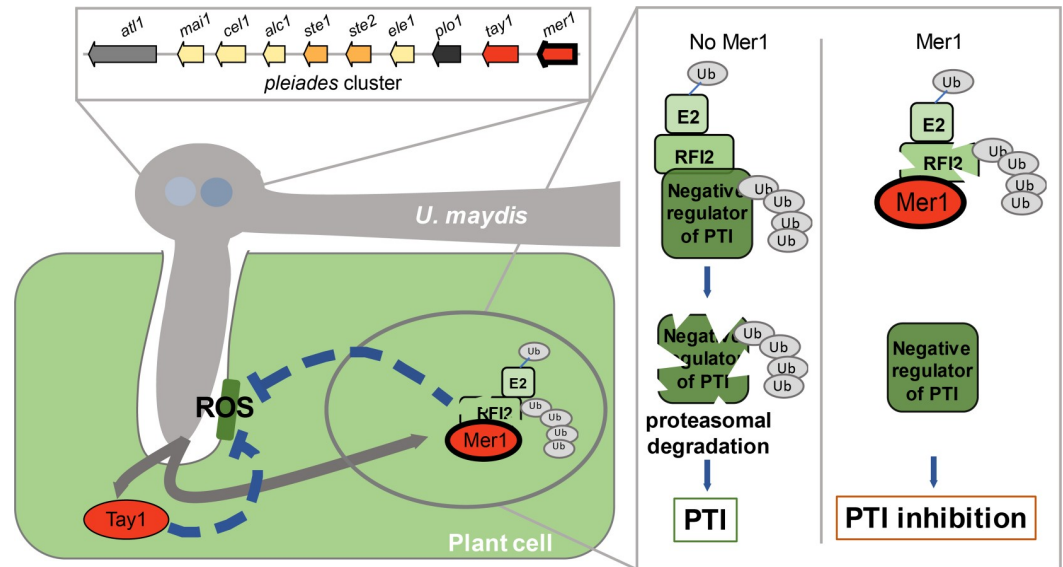 atl1 mai1 cel1 alc1 ste1 ste2 ele1 plo1 tay1 mer1
pleiades cluster
U. maydis
ROS
Tay1
Ub
E2
RFI2
Ub
Ub
Ub
Ub
Mer1
Plant cell
No Mer1
Ub
E2
RFI2
Negative
regulator
of PTI
Ub
Ub
Ub
Ub
Negative
regulator
of PTI
Ub
Ub
Ub
Ub
proteasomal
degradation
PTI
Mer1
Ub
E2
RFI2
Ub
Ub
Ub
Ub
Mer1
Negative
regulator
of PTI
PTI inhibition